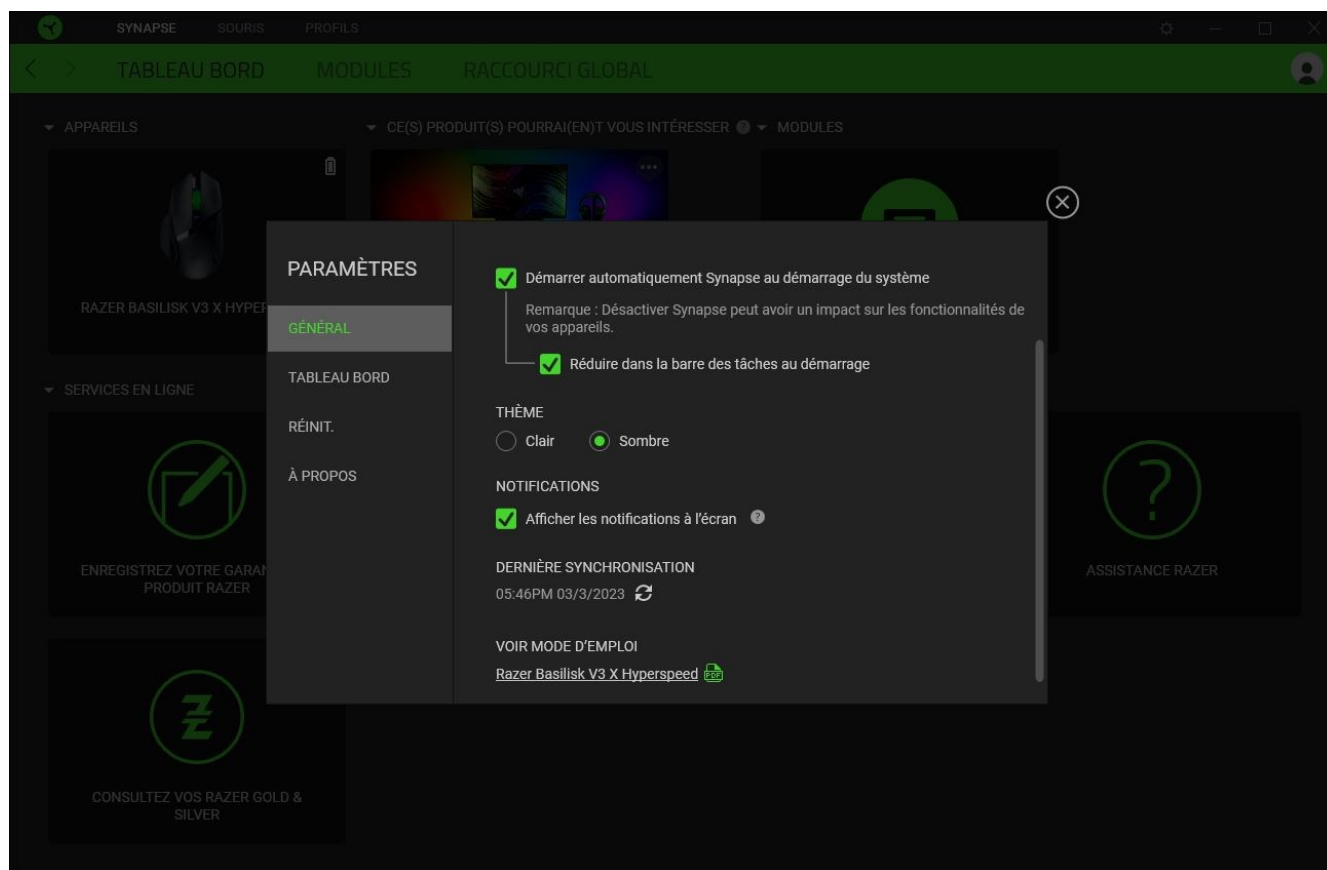 SYNAPSE SOURIS PROFILS
TABLEAU BORD MODULES RACCOURCI GLOBAL
APPAREILS
CE(S) PRODUIT(S) POURRAI(EN)T VOUS INTÉRESSER ?
MODULES
RAZER BASILISK V3 X HYPER
SERVICES EN LIGNE
ENREGISTREZ VOTRE
PRODUIT RAZER
CONSULTEZ VOS RAZER GOLD &
SILVER
?
ASSISTANCE RAZER
PARAMÈTRES
GÉNÉRAL
TABLEAU BORD
RÉINIT.
À PROPOS
Démarrer automatiquement Synapse au démarrage du système
Remarque : Désactiver Synapse peut avoir un impact sur les fonctionnalités de
vos appareils.
Réduire dans la barre des tâches au démarrage
THÈME
Clair Sombre
NOTIFICATIONS
Afficher les notifications à l'écran ?
DERNIÈRE SYNCHRONISATION
05:46PM 03/3/2023
VOIR MODE D'EMPLOI
Razer Basilisk V3 X Hyperspeed PDF